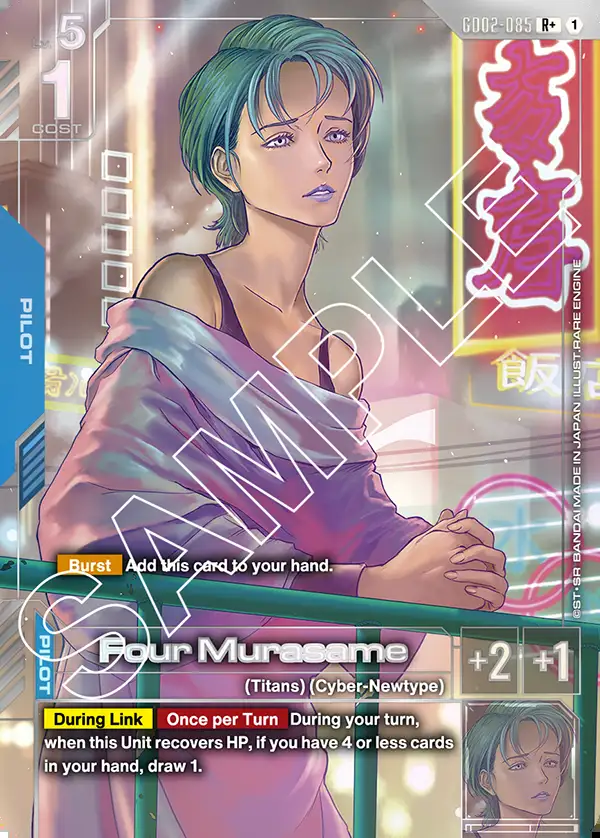 GD02-085 R+ 1
Lv. 5
1
COST
PILOT
飯店
SAMPLE
©ST・SR BANDAI MADE IN JAPAN ILLUST.RARE ENGINE
Burst Add this card to your hand.
PILOT
Four Murasame
+2 +1
(Titans) (Cyber-Newtype)
During Link Once per Turn During your turn,
when this Unit recovers HP, if you have 4 or less cards
in your hand, draw 1.